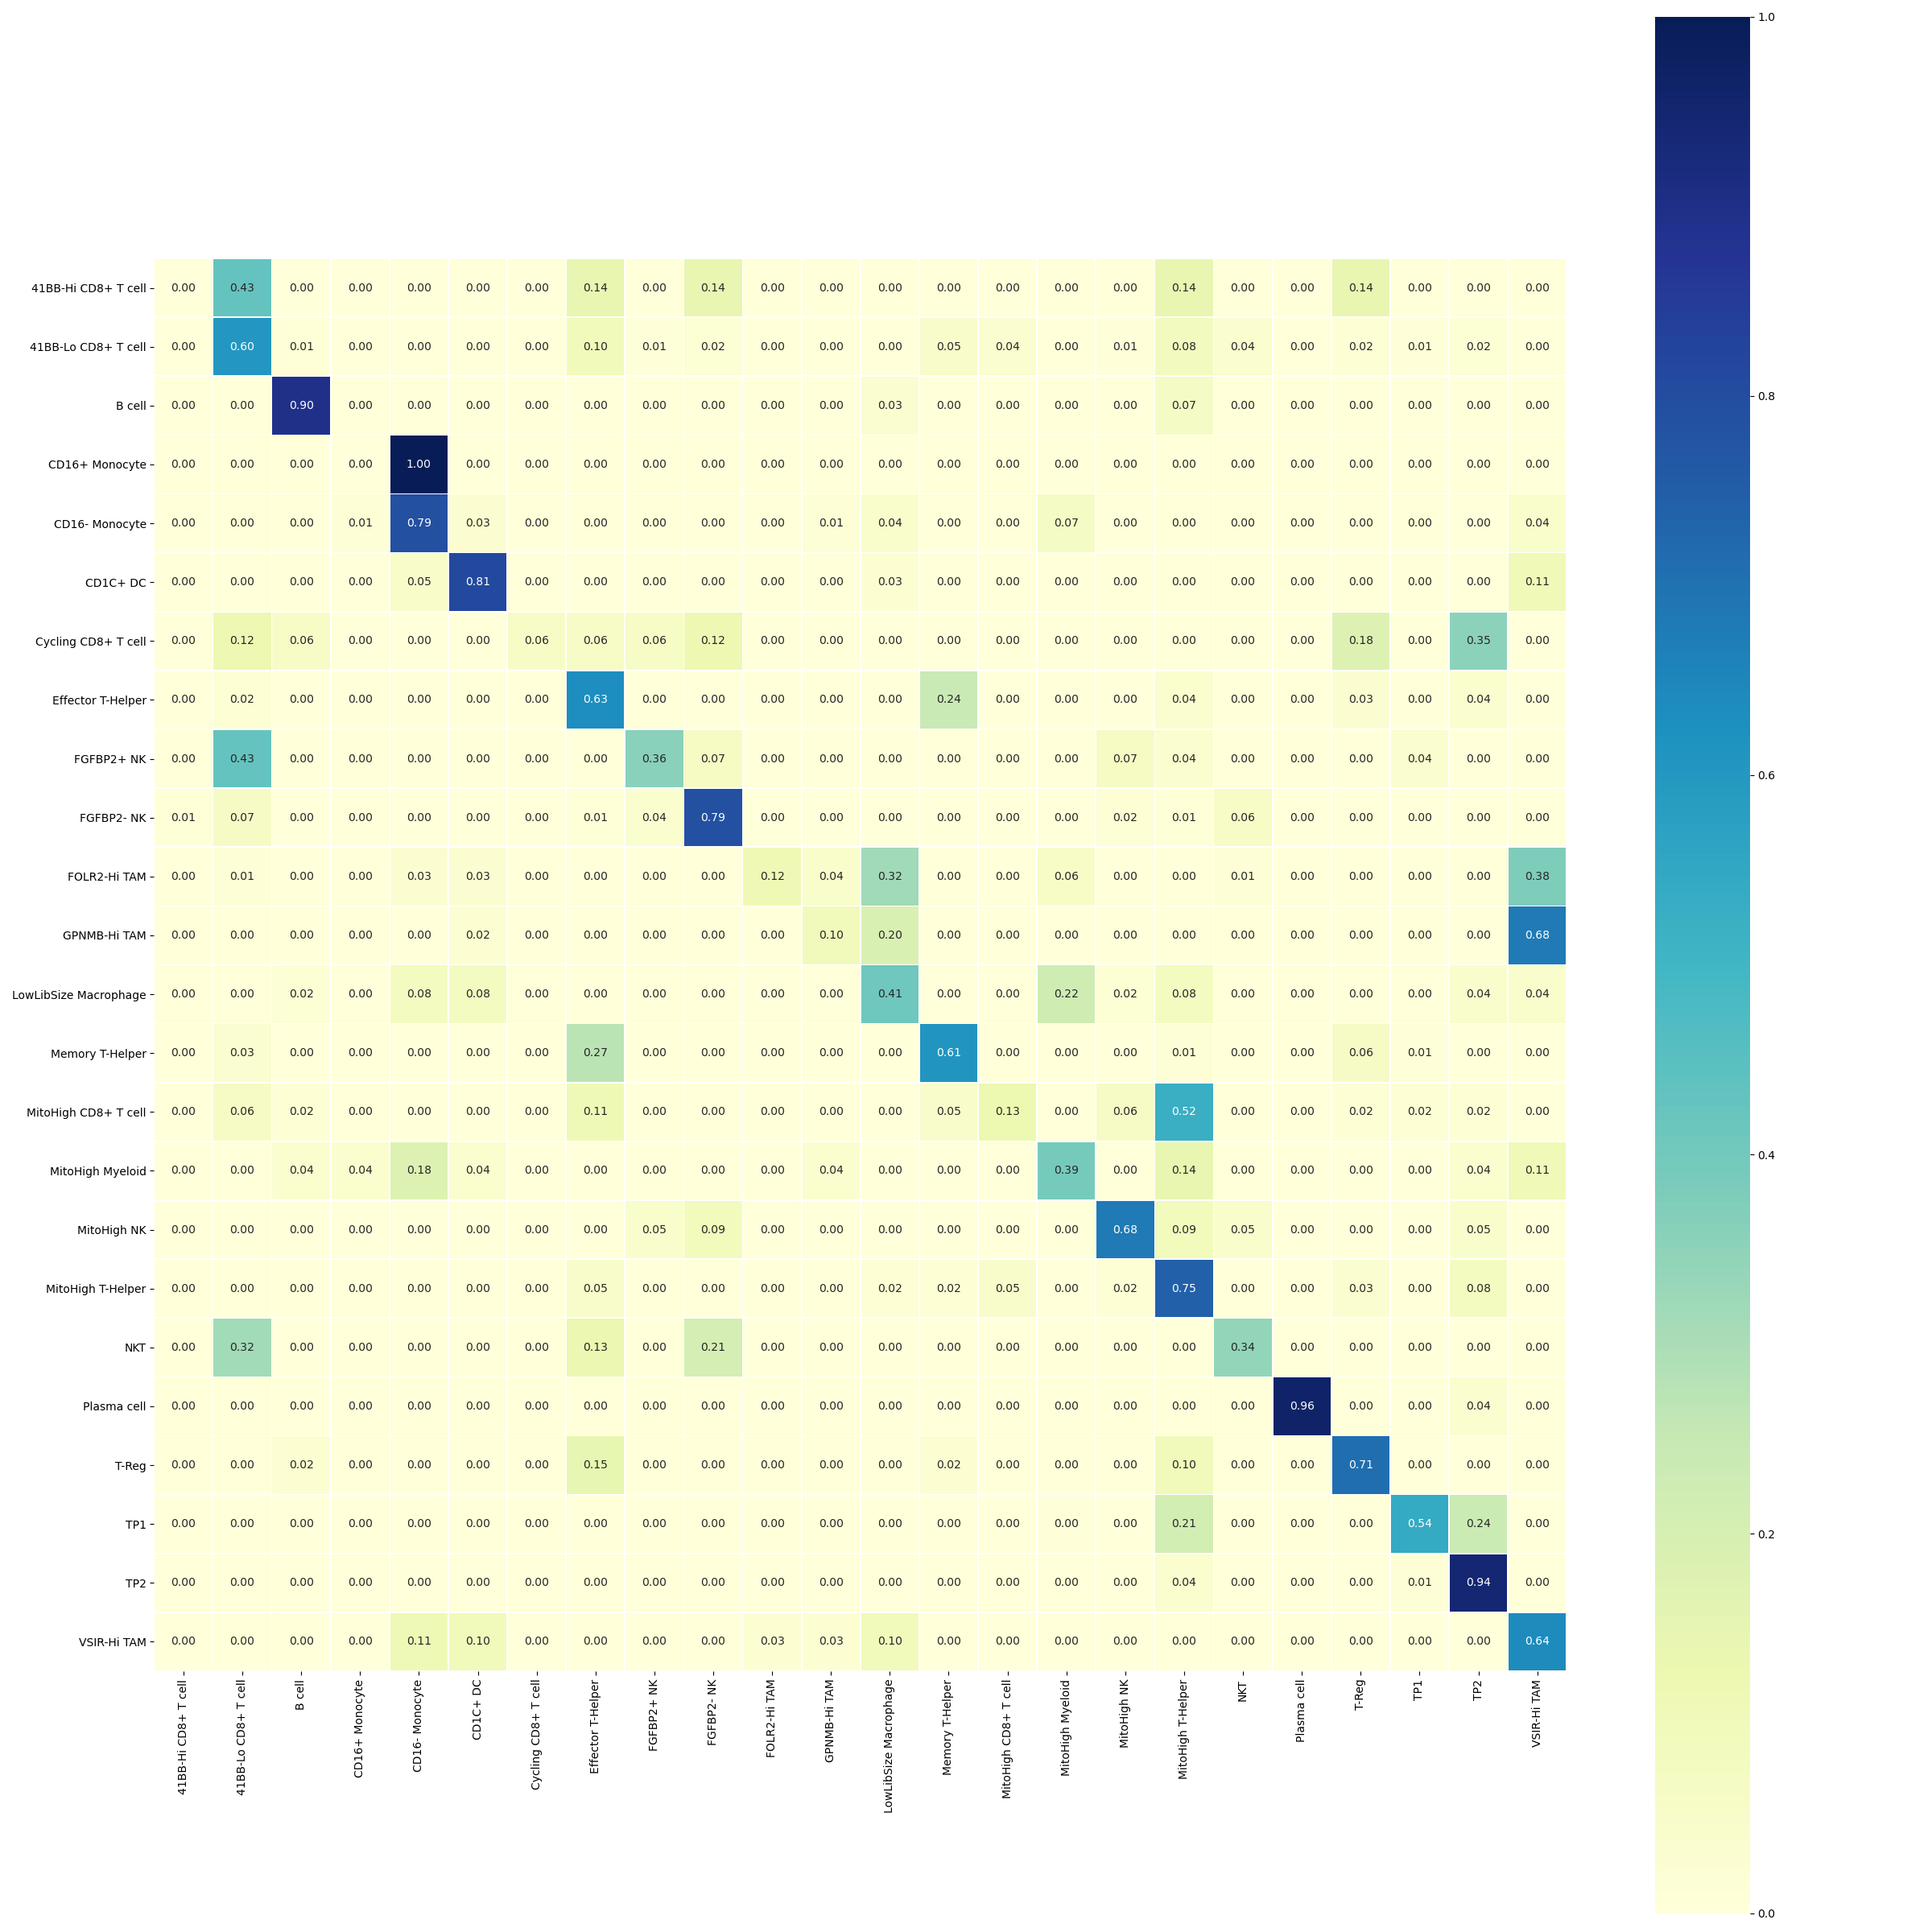 1.0
0.8
0.6
0.4
0.2
0.0
41BB-Hi CD8+ T cell 0.00 0.43 0.00 0.00 0.00 0.00 0.00 0.14 0.00 0.14 0.00 0.00 0.00 0.00 0.00 0.00 0.00 0.14 0.00 0.00 0.14 0.00 0.00 0.00
41BB-Lo CD8+ T cell 0.00 0.60 0.01 0.00 0.00 0.00 0.00 0.10 0.01 0.02 0.00 0.00 0.00 0.05 0.04 0.00 0.01 0.08 0.04 0.00 0.02 0.01 0.02 0.00
B cell 0.00 0.00 0.90 0.00 0.00 0.00 0.00 0.00 0.00 0.00 0.00 0.00 0.03 0.00 0.00 0.00 0.00 0.07 0.00 0.00 0.00 0.00 0.00 0.00
CD16+ Monocyte 0.00 0.00 0.00 0.00 1.00 0.00 0.00 0.00 0.00 0.00 0.00 0.00 0.00 0.00 0.00 0.00 0.00 0.00 0.00 0.00 0.00 0.00 0.00 0.00
CD16- Monocyte 0.00 0.00 0.00 0.01 0.79 0.03 0.00 0.00 0.00 0.00 0.00 0.01 0.04 0.00 0.00 0.07 0.00 0.00 0.00 0.00 0.00 0.00 0.00 0.04
CD1C+ DC 0.00 0.00 0.00 0.00 0.05 0.81 0.00 0.00 0.00 0.00 0.00 0.00 0.03 0.00 0.00 0.00 0.00 0.00 0.00 0.00 0.00 0.00 0.00 0.11
Cycling CD8+ T cell 0.00 0.12 0.06 0.00 0.00 0.00 0.06 0.06 0.06 0.12 0.00 0.00 0.00 0.00 0.00 0.00 0.00 0.00 0.00 0.00 0.18 0.00 0.35 0.00
Effector T-Helper 0.00 0.02 0.00 0.00 0.00 0.00 0.00 0.63 0.00 0.00 0.00 0.00 0.00 0.24 0.00 0.00 0.00 0.04 0.00 0.00 0.03 0.00 0.04 0.00
FGFBP2+ NK 0.00 0.43 0.00 0.00 0.00 0.00 0.00 0.00 0.36 0.07 0.00 0.00 0.00 0.00 0.00 0.00 0.07 0.04 0.00 0.00 0.00 0.04 0.00 0.00
FGFBP2- NK 0.01 0.07 0.00 0.00 0.00 0.00 0.00 0.01 0.04 0.79 0.00 0.00 0.00 0.00 0.00 0.00 0.02 0.01 0.06 0.00 0.00 0.00 0.00 0.00
FOLR2-Hi TAM 0.00 0.01 0.00 0.00 0.03 0.03 0.00 0.00 0.00 0.00 0.12 0.04 0.32 0.00 0.00 0.06 0.00 0.00 0.01 0.00 0.00 0.00 0.00 0.38
GPNMB-Hi TAM 0.00 0.00 0.00 0.00 0.00 0.02 0.00 0.00 0.00 0.00 0.00 0.10 0.20 0.00 0.00 0.00 0.00 0.00 0.00 0.00 0.00 0.00 0.00 0.68
LowLibSize Macrophage 0.00 0.00 0.02 0.00 0.08 0.08 0.00 0.00 0.00 0.00 0.00 0.00 0.41 0.00 0.00 0.22 0.02 0.08 0.00 0.00 0.00 0.00 0.04 0.04
Memory T-Helper 0.00 0.03 0.00 0.00 0.00 0.00 0.00 0.27 0.00 0.00 0.00 0.00 0.00 0.61 0.00 0.00 0.00 0.01 0.00 0.00 0.06 0.01 0.00 0.00
MitoHigh CD8+ T cell 0.00 0.06 0.02 0.00 0.00 0.00 0.00 0.11 0.00 0.00 0.00 0.00 0.00 0.05 0.13 0.00 0.06 0.52 0.00 0.00 0.02 0.02 0.02 0.00
MitoHigh Myeloid 0.00 0.00 0.04 0.04 0.18 0.04 0.00 0.00 0.00 0.00 0.00 0.04 0.00 0.00 0.00 0.39 0.00 0.14 0.00 0.00 0.00 0.00 0.04 0.11
MitoHigh NK 0.00 0.00 0.00 0.00 0.00 0.00 0.00 0.00 0.05 0.09 0.00 0.00 0.00 0.00 0.00 0.00 0.68 0.09 0.05 0.00 0.00 0.00 0.05 0.00
MitoHigh T-Helper 0.00 0.00 0.00 0.00 0.00 0.00 0.00 0.05 0.00 0.00 0.00 0.00 0.02 0.02 0.05 0.00 0.02 0.75 0.00 0.00 0.03 0.00 0.08 0.00
NKT 0.00 0.32 0.00 0.00 0.00 0.00 0.00 0.13 0.00 0.21 0.00 0.00 0.00 0.00 0.00 0.00 0.00 0.00 0.34 0.00 0.00 0.00 0.00 0.00
Plasma cell 0.00 0.00 0.00 0.00 0.00 0.00 0.00 0.00 0.00 0.00 0.00 0.00 0.00 0.00 0.00 0.00 0.00 0.00 0.00 0.96 0.00 0.00 0.04 0.00
T-Reg 0.00 0.00 0.02 0.00 0.00 0.00 0.00 0.15 0.00 0.00 0.00 0.00 0.00 0.02 0.00 0.00 0.00 0.10 0.00 0.00 0.71 0.00 0.00 0.00
TP1 0.00 0.00 0.00 0.00 0.00 0.00 0.00 0.00 0.00 0.00 0.00 0.00 0.00 0.00 0.00 0.00 0.00 0.21 0.00 0.00 0.00 0.54 0.24 0.00
TP2 0.00 0.00 0.00 0.00 0.00 0.00 0.00 0.00 0.00 0.00 0.00 0.00 0.00 0.00 0.00 0.00 0.00 0.04 0.00 0.00 0.00 0.01 0.94 0.00
VSIR-Hi TAM 0.00 0.00 0.00 0.00 0.11 0.10 0.00 0.00 0.00 0.00 0.03 0.03 0.10 0.00 0.00 0.00 0.00 0.00 0.00 0.00 0.00 0.00 0.00 0.64
41BB-Hi CD8+ T cell
41BB-Lo CD8+ T cell
B cell
CD16+ Monocyte
CD16- Monocyte
CD1C+ DC
Cycling CD8+ T cell
Effector T-Helper
FGFBP2+ NK
FGFBP2- NK
FOLR2-Hi TAM
GPNMB-Hi TAM
LowLibSize Macrophage
Memory T-Helper
MitoHigh CD8+ T cell
MitoHigh Myeloid
MitoHigh NK
MitoHigh T-Helper
NKT
Plasma cell
T-Reg
TP1
TP2
VSIR-Hi TAM